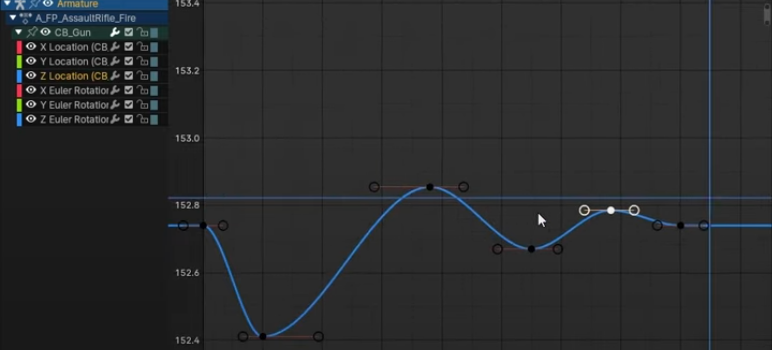 Armature
A_FP_AssaultRifle_Fire
CB_Gun
X Location (CB
Y Location (CB
Z Location (CB
X Euler Rotation
Y Euler Rotation
Z Euler Rotation
153.4
153.2
153.0
152.8
152.6
152.4